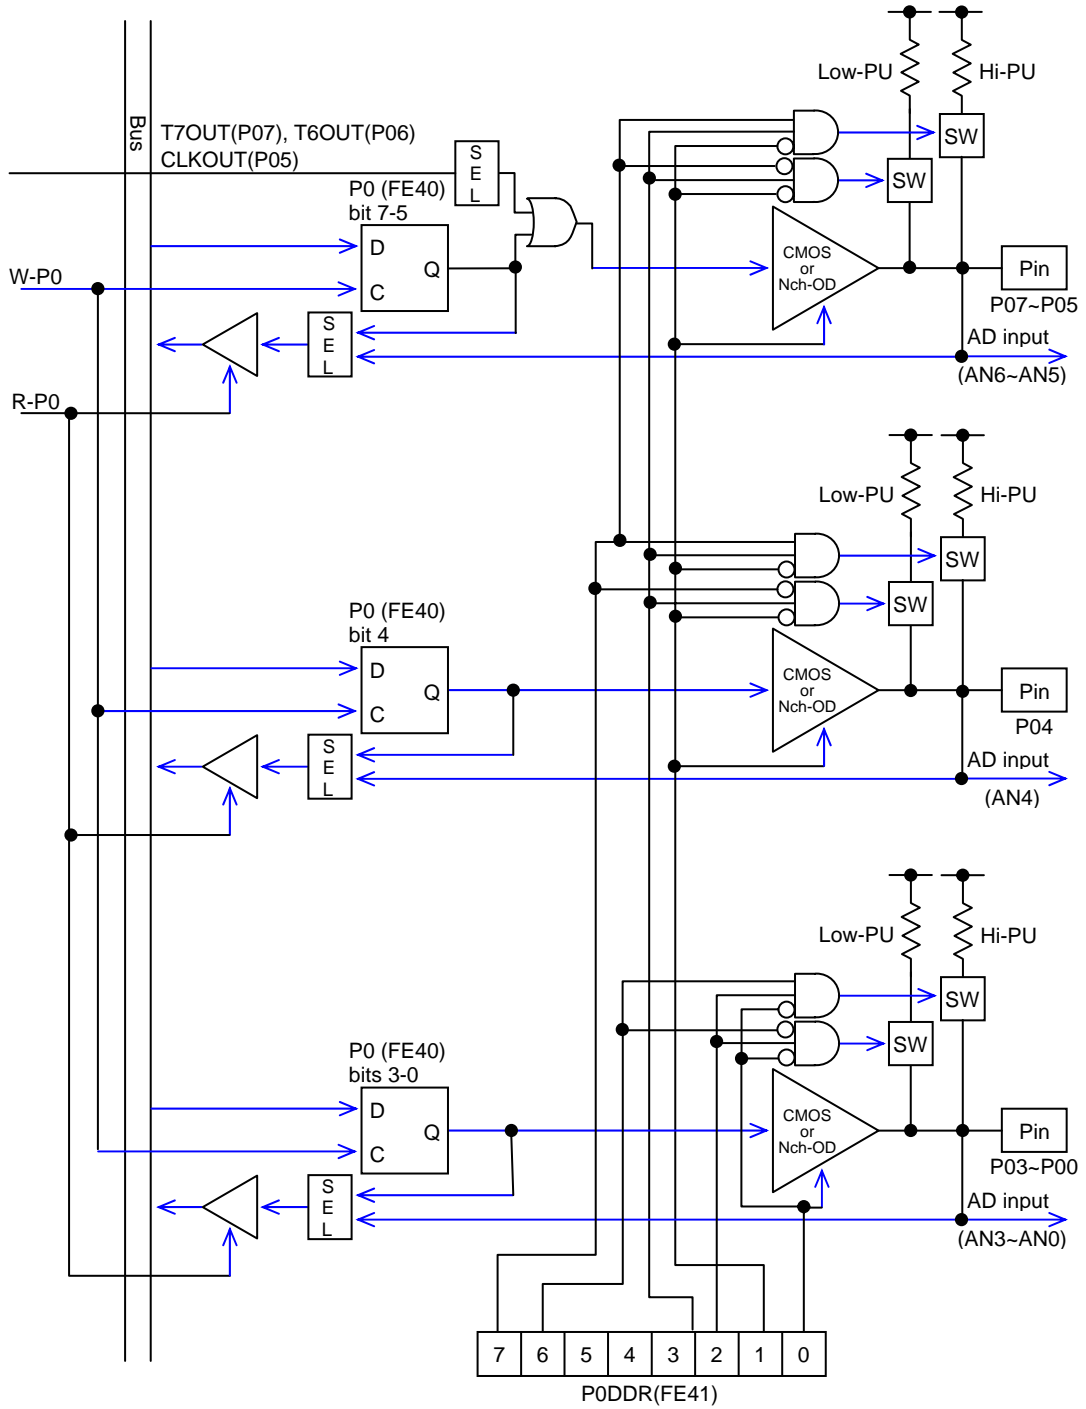 Low-PU
Hi-PU
Bus
T7OUT(P07), T6OUT(P06)
CLKOUT(P05)
SEL
SW
SW
P0 (FE40)
bit 7-5
D
Q
C
CMOS
or
Nch-OD
Pin
P07~P05
W-P0
SEL
AD input
(AN6~AN5)
R-P0
Low-PU
Hi-PU
SW
SW
P0 (FE40)
bit 4
D
Q
C
CMOS
or
Nch-OD
Pin
P04
SEL
AD input
(AN4)
Low-PU
Hi-PU
SW
SW
P0 (FE40)
bits 3-0
D
Q
C
CMOS
or
Nch-OD
Pin
P03~P00
SEL
AD input
(AN3~AN0)
7 6 5 4 3 2 1 0
P0DDR(FE41)